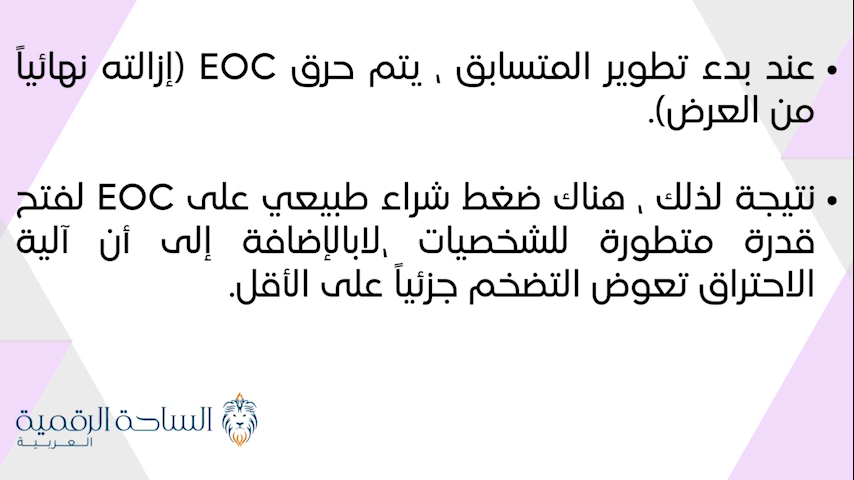 • عند بدء تطوير المتسابق ، يتم حرق EOC (إزالته نهائياً
من العرض).
• نتيجة لذلك ، هناك ضغط شراء طبيعي على EOC لفتح
قدرة متطورة للشخصيات ،لابالإضافة إلى أن آلية
الاحتراق تعوض التضخم جزئياً على الأقل.
الساحة الرقمية
العربية